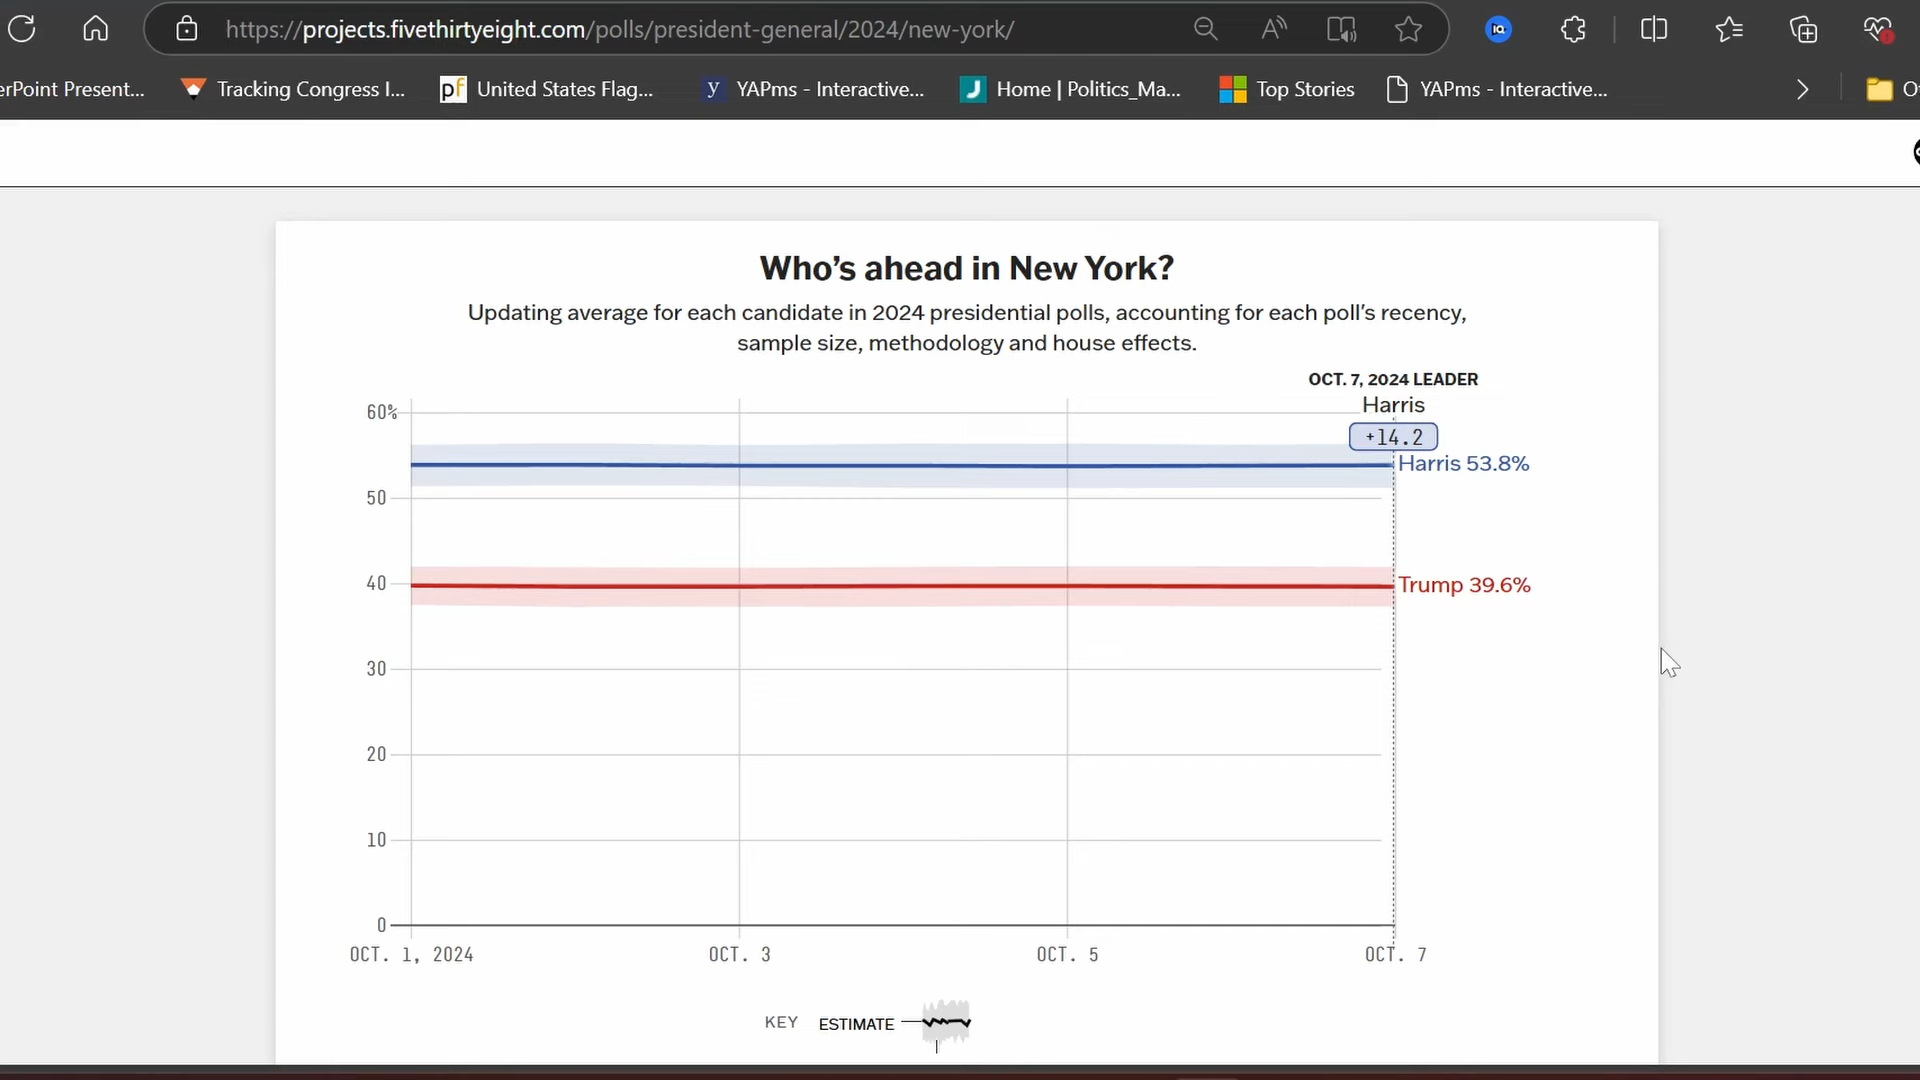 https://projects.fivethirtyeight.com/polls/president-general/2024/new-york/
erPoint Present...
Tracking Congress I...
pf
United States Flag...
y
YAPms - Interactive...
J
Home | Politics_Ma...
Top Stories
YAPms - Interactive...
Who's ahead in New York?
Updating average for each candidate in 2024 presidential polls, accounting for each poll's recency,
sample size, methodology and house effects.
OCT. 7, 2024 LEADER
Harris
+14.2
Harris 53.8%
Trump 39.6%
60%
50
40
30
20
10
0
OCT. 1, 2024
OCT. 3
OCT. 5
OCT. 7
KEY
ESTIMATE